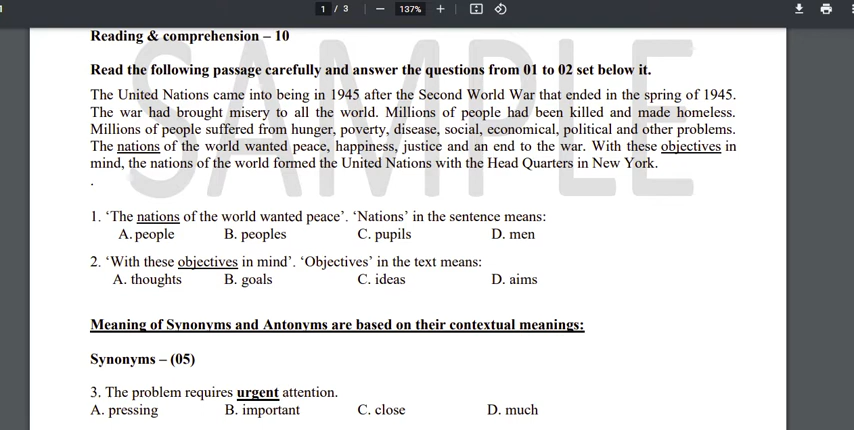 1 / 3 − 137% +
Reading & comprehension – 10
Read the following passage carefully and answer the questions from 01 to 02 set below it.
The United Nations came into being in 1945 after the Second World War that ended in the spring of 1945.
The war had brought misery to all the world. Millions of people had been killed and made homeless.
Millions of people suffered from hunger, poverty, disease, social, economical, political and other problems.
The nations of the world wanted peace, happiness, justice and an end to the war. With these objectives in
mind, the nations of the world formed the United Nations with the Head Quarters in New York.
.
SAMPLE
1. ‘The nations of the world wanted peace’. ‘Nations’ in the sentence means:
A. people B. peoples C. pupils D. men
2. ‘With these objectives in mind’. ‘Objectives’ in the text means:
A. thoughts B. goals C. ideas D. aims
Meaning of Synonyms and Antonyms are based on their contextual meanings:
Synonyms – (05)
3. The problem requires urgent attention.
A. pressing B. important C. close D. much